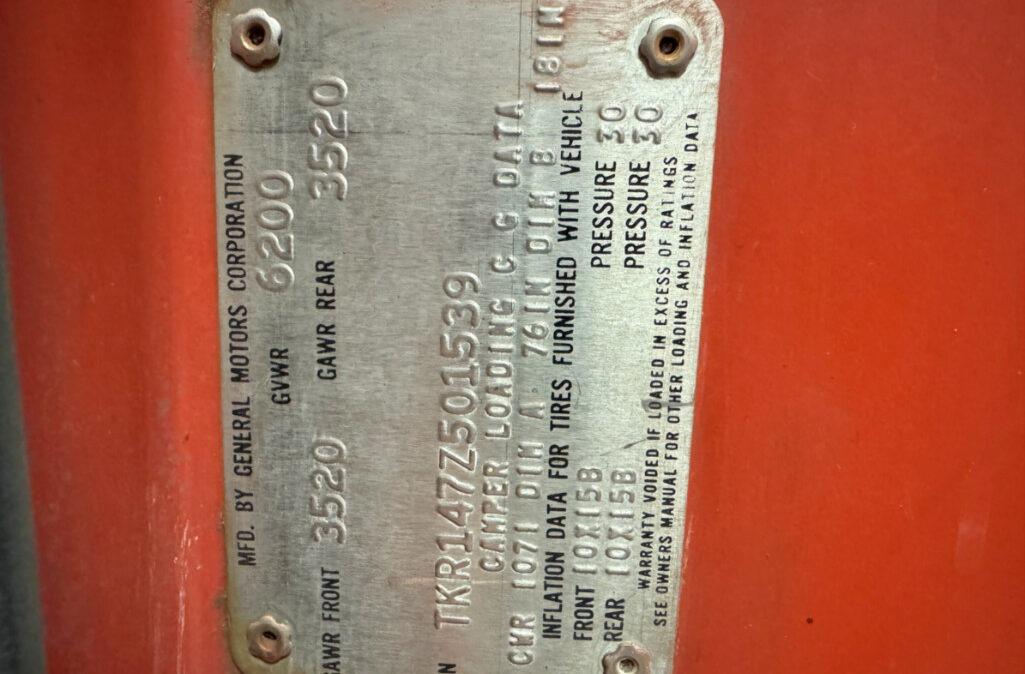 MFD. BY GENERAL MOTORS CORPORATION
GVWR 6200
GAWR FRONT 3520 GAWR REAR 3520
TKR147Z501539
CAMPER LOADING C G DATA
CWR 1071 DIM A 76IN DIM B 18IN
INFLATION DATA FOR TIRES FURNISHED WITH VEHICLE
FRONT 10X15B PRESSURE 30
REAR 10X15B PRESSURE 30
WARRANTY VOIDED IF LOADED IN EXCESS OF RATINGS
SEE OWNERS MANUAL FOR OTHER LOADING AND INFLATION DATA